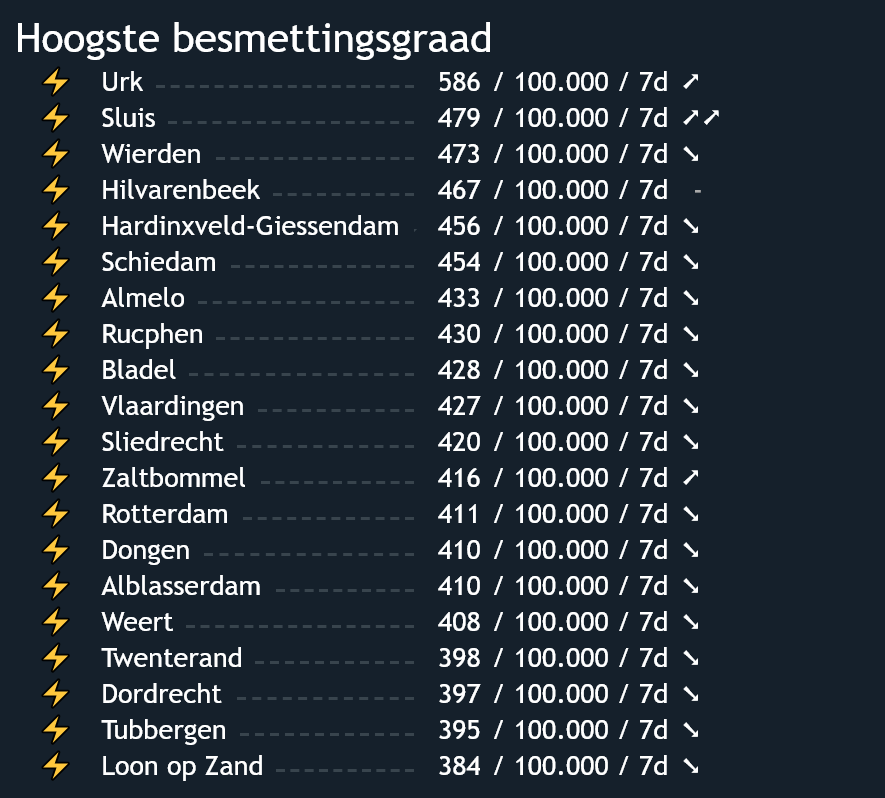 Hoogste besmettingsgraad
⚡ Urk 586 / 100.000 / 7d ➚
⚡ Sluis 479 / 100.000 / 7d ➚➚
⚡ Wierden 473 / 100.000 / 7d ➘
⚡ Hilvarenbeek 467 / 100.000 / 7d -
⚡ Hardinxveld-Giessendam 456 / 100.000 / 7d ➘
⚡ Schiedam 454 / 100.000 / 7d ➘
⚡ Almelo 433 / 100.000 / 7d ➘
⚡ Rucphen 430 / 100.000 / 7d ➘
⚡ Bladel 428 / 100.000 / 7d ➘
⚡ Vlaardingen 427 / 100.000 / 7d ➘
⚡ Sliedrecht 420 / 100.000 / 7d ➘
⚡ Zaltbommel 416 / 100.000 / 7d ➚
⚡ Rotterdam 411 / 100.000 / 7d ➘
⚡ Dongen 410 / 100.000 / 7d ➘
⚡ Alblasserdam 410 / 100.000 / 7d ➘
⚡ Weert 408 / 100.000 / 7d ➘
⚡ Twenterand 398 / 100.000 / 7d ➘
⚡ Dordrecht 397 / 100.000 / 7d ➘
⚡ Tubbergen 395 / 100.000 / 7d ➘
⚡ Loon op Zand 384 / 100.000 / 7d ➘